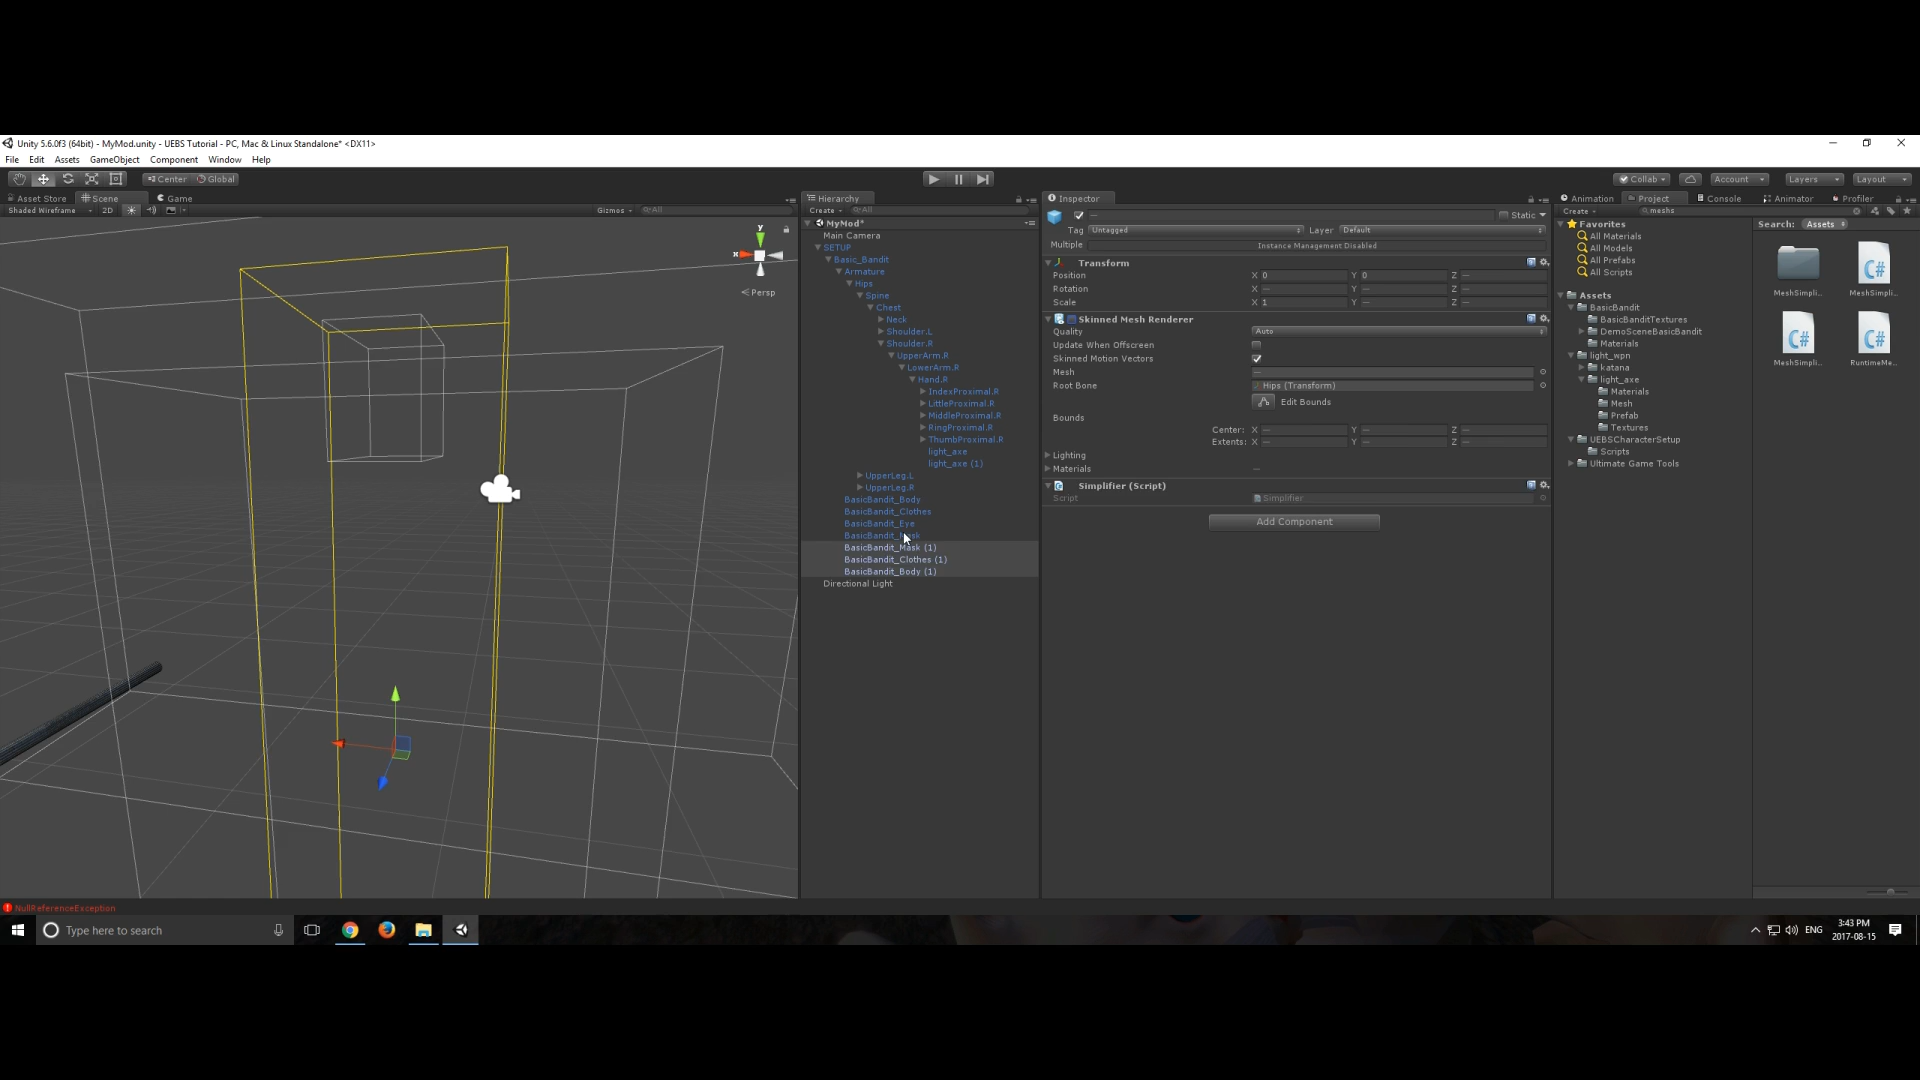 Unity 5.6.0f3 (64bit) - MyMod.unity - UEBS Tutorial - PC, Mac & Linux Standalone* <DX11>
File Edit Assets GameObject Component Window Help
Center Global
Collab Account Layers Layout
Asset Store Scene Game
Shaded Wireframe 2D Gizmos All
y
x
Persp
Hierarchy
Create All
MyMod*
Main Camera
SETUP
Basic_Bandit
Armature
Hips
Spine
Chest
Neck
Shoulder.L
Shoulder.R
UpperArm.R
LowerArm.R
Hand.R
IndexProximal.R
LittleProximal.R
MiddleProximal.R
RingProximal.R
ThumbProximal.R
light_axe
light_axe (1)
UpperLeg.L
UpperLeg.R
BasicBandit_Body
BasicBandit_Clothes
BasicBandit_Eye
BasicBandit_Mask
BasicBandit_Mask (1)
BasicBandit_Clothes (1)
BasicBandit_Body (1)
Directional Light
Inspector
— Static
Tag Untagged Layer Default
Multiple Instance Management Disabled
Transform
Position X 0 Y 0 Z —
Rotation X — Y — Z —
Scale X 1 Y — Z —
Skinned Mesh Renderer
Quality Auto
Update When Offscreen
Skinned Motion Vectors
Mesh —
Root Bone Hips (Transform)
Edit Bounds
Bounds
Center: X — Y — Z —
Extents: X — Y — Z —
Lighting
Materials —
Simplifier (Script)
Script Simplifier
Add Component
Animation Project Console Animator Profiler
Create meshs
Favorites
All Materials
All Models
All Prefabs
All Scripts
Assets
BasicBandit
BasicBanditTextures
DemoSceneBasicBandit
Materials
light_wpn
katana
light_axe
Materials
Mesh
Prefab
Textures
UEBSCharacterSetup
Scripts
Ultimate Game Tools
Search: Assets
C#
MeshSimpli... MeshSimpli...
C# C#
MeshSimpli... RuntimeMe...
NullReferenceException
Type here to search
ENG
3:43 PM
2017-08-15